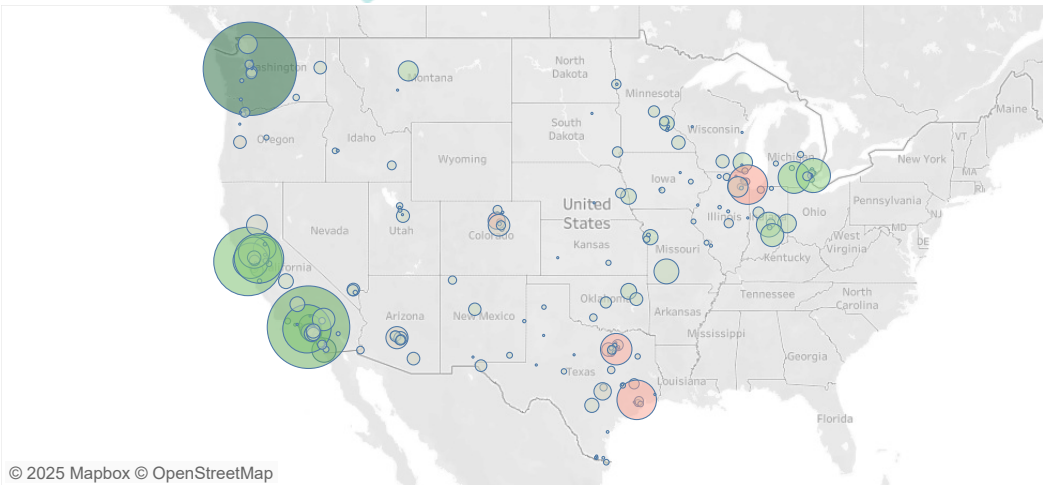 Maine
North
Dakota
Montana
Washington
Minnesota
VT
Wisconsin
South
Dakota
Oregon
Idaho
Michigan
New York
MA
Wyoming
RI
Iowa
Pennsylvania
United
States
Illinois
Ohio
NJ
Nevada
Utah
Colorado
MD
West
Virginia
DE
Kansas
Missouri
Kentucky
California
Tennessee
North
Carolina
Oklahoma
Arizona
New Mexico
Arkansas
Mississippi
Georgia
Texas
Louisiana
Florida
© 2025 Mapbox © OpenStreetMap